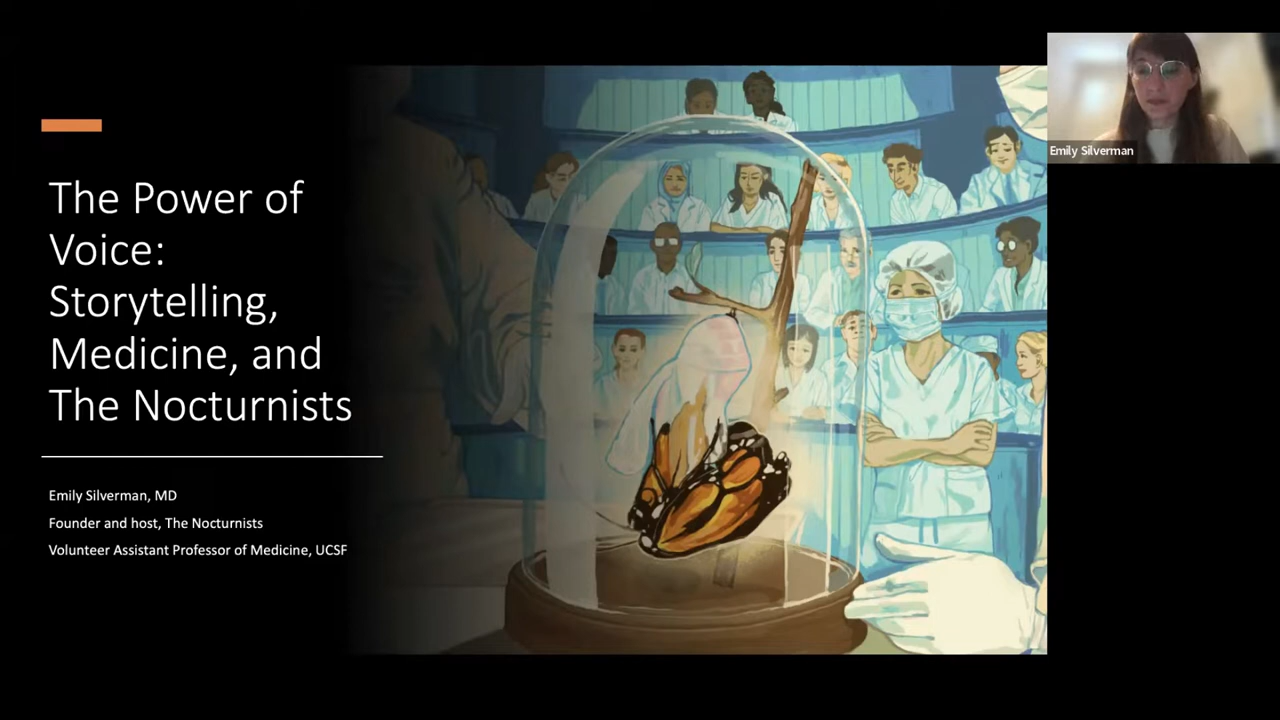 The Power of
Voice:
Storytelling,
Medicine, and
The Nocturnists
Emily Silverman, MD
Founder and host, The Nocturnists
Volunteer Assistant Professor of Medicine, UCSF
Emily Silverman